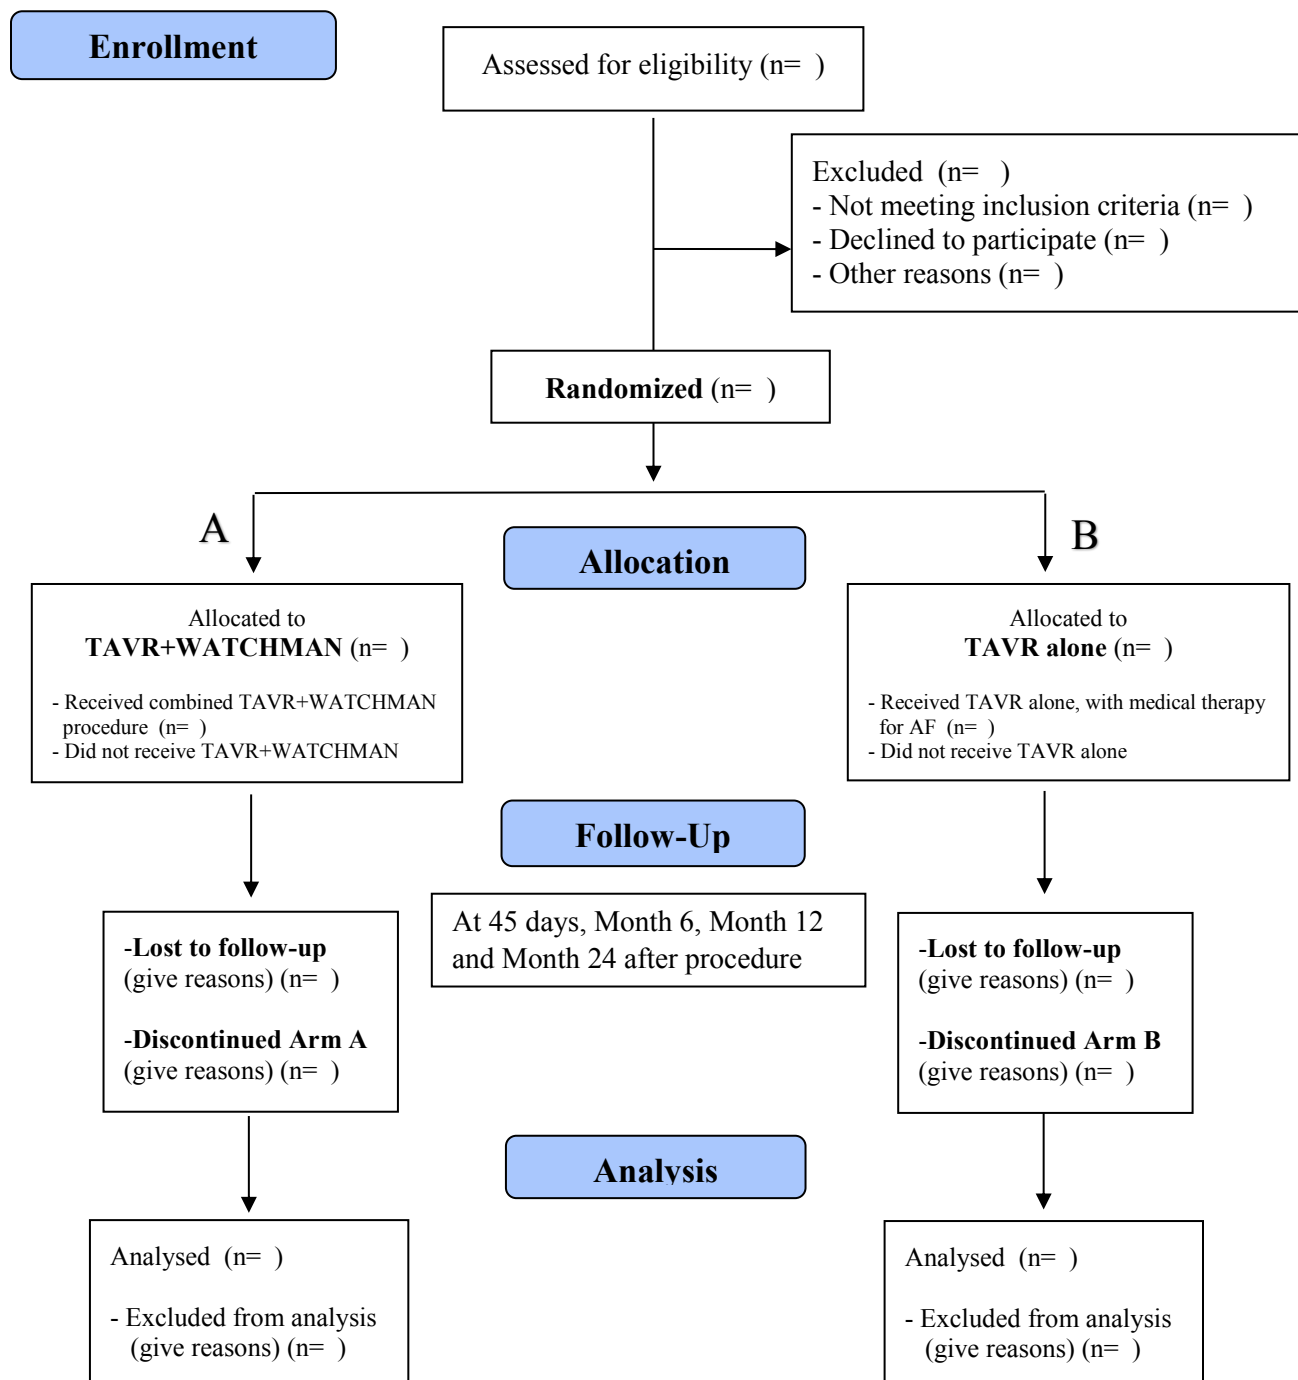 Enrollment
Assessed for eligibility (n=  )
Excluded  (n=   )
- Not meeting inclusion criteria (n=  )
- Declined to participate (n=  )
- Other reasons (n=  )
Randomized (n=  )
A
B
Allocation
Allocated to
TAVR+WATCHMAN (n=  )
- Received combined TAVR+WATCHMAN
procedure  (n=  )
- Did not receive TAVR+WATCHMAN
Allocated to
TAVR alone (n=  )
- Received TAVR alone, with medical therapy
for AF  (n=  )
- Did not receive TAVR alone
Follow-Up
At 45 days, Month 6, Month 12
and Month 24 after procedure
-Lost to follow-up
(give reasons) (n=  )
-Discontinued Arm A
(give reasons) (n=  )
-Lost to follow-up
(give reasons) (n=  )
-Discontinued Arm B
(give reasons) (n=  )
Analysis
Analysed  (n=  )
- Excluded from analysis
(give reasons) (n=  )
Analysed  (n=  )
- Excluded from analysis
(give reasons) (n=  )